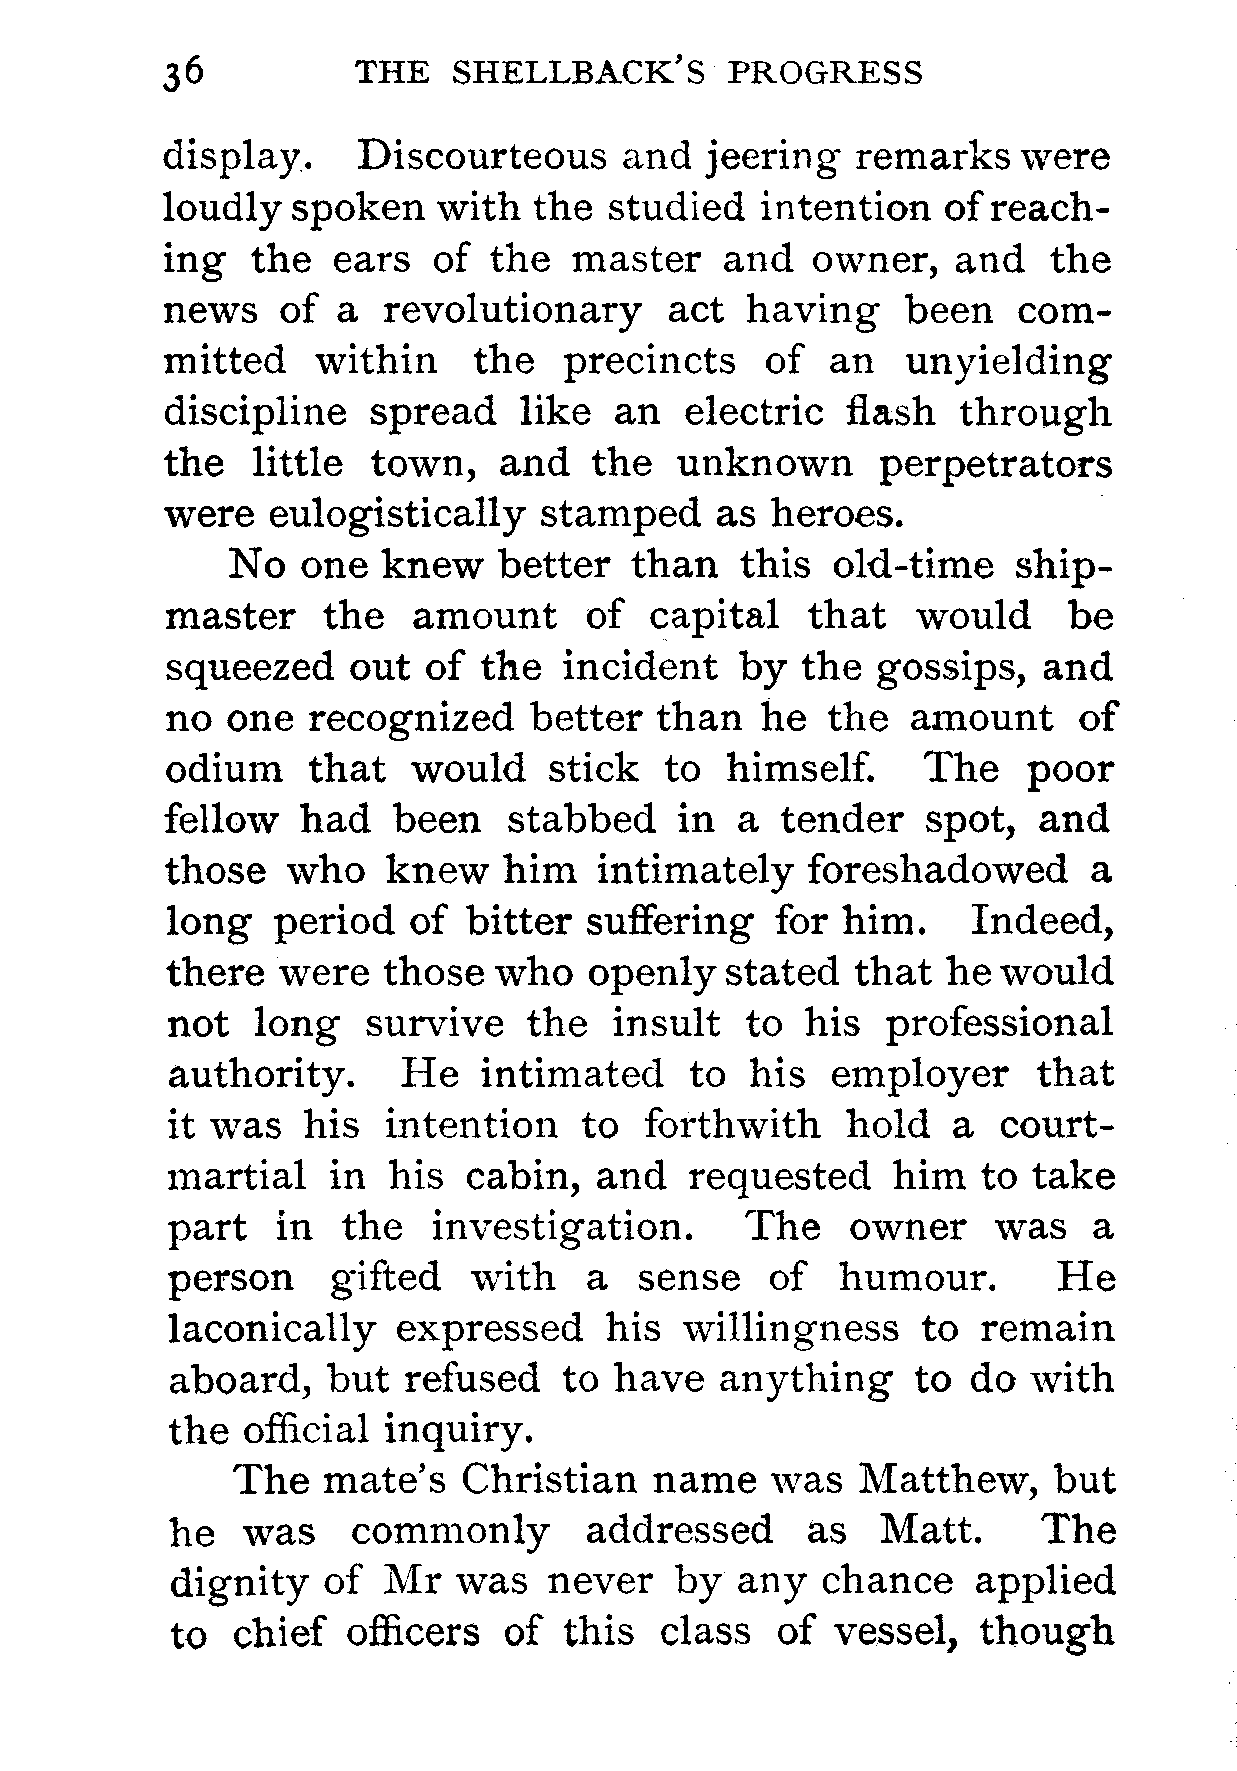 36 THE SHELLBACK'S PROGRESS
display. Discourteous and jeering remarks were
loudly spoken with the studied intention of reach-
ing the ears of the master and owner, and the
news of a revolutionary act having been com-
mitted within the precincts of an unyielding
discipline spread like an electric flash through
the little town, and the unknown perpetrators
were eulogistically stamped as heroes.
No one knew better than this old-time ship-
master the amount of capital that would be
squeezed out of the incident by the gossips, and
no one recognized better than he the amount of
odium that would stick to himself. The poor
fellow had been stabbed in a tender spot, and
those who knew him intimately foreshadowed a
long period of bitter suffering for him. Indeed,
there were those who openly stated that he would
not long survive the insult to his professional
authority. He intimated to his employer that
it was his intention to forthwith hold a court-
martial in his cabin, and requested him to take
part in the investigation. The owner was a
person gifted with a sense of humour. He
laconically expressed his willingness to remain
aboard, but refused to have anything to do with
the official inquiry.
The mate's Christian name was Matthew, but
he was commonly addressed as Matt. The
dignity of Mr was never by any chance applied
to chief officers of this class of vessel, though